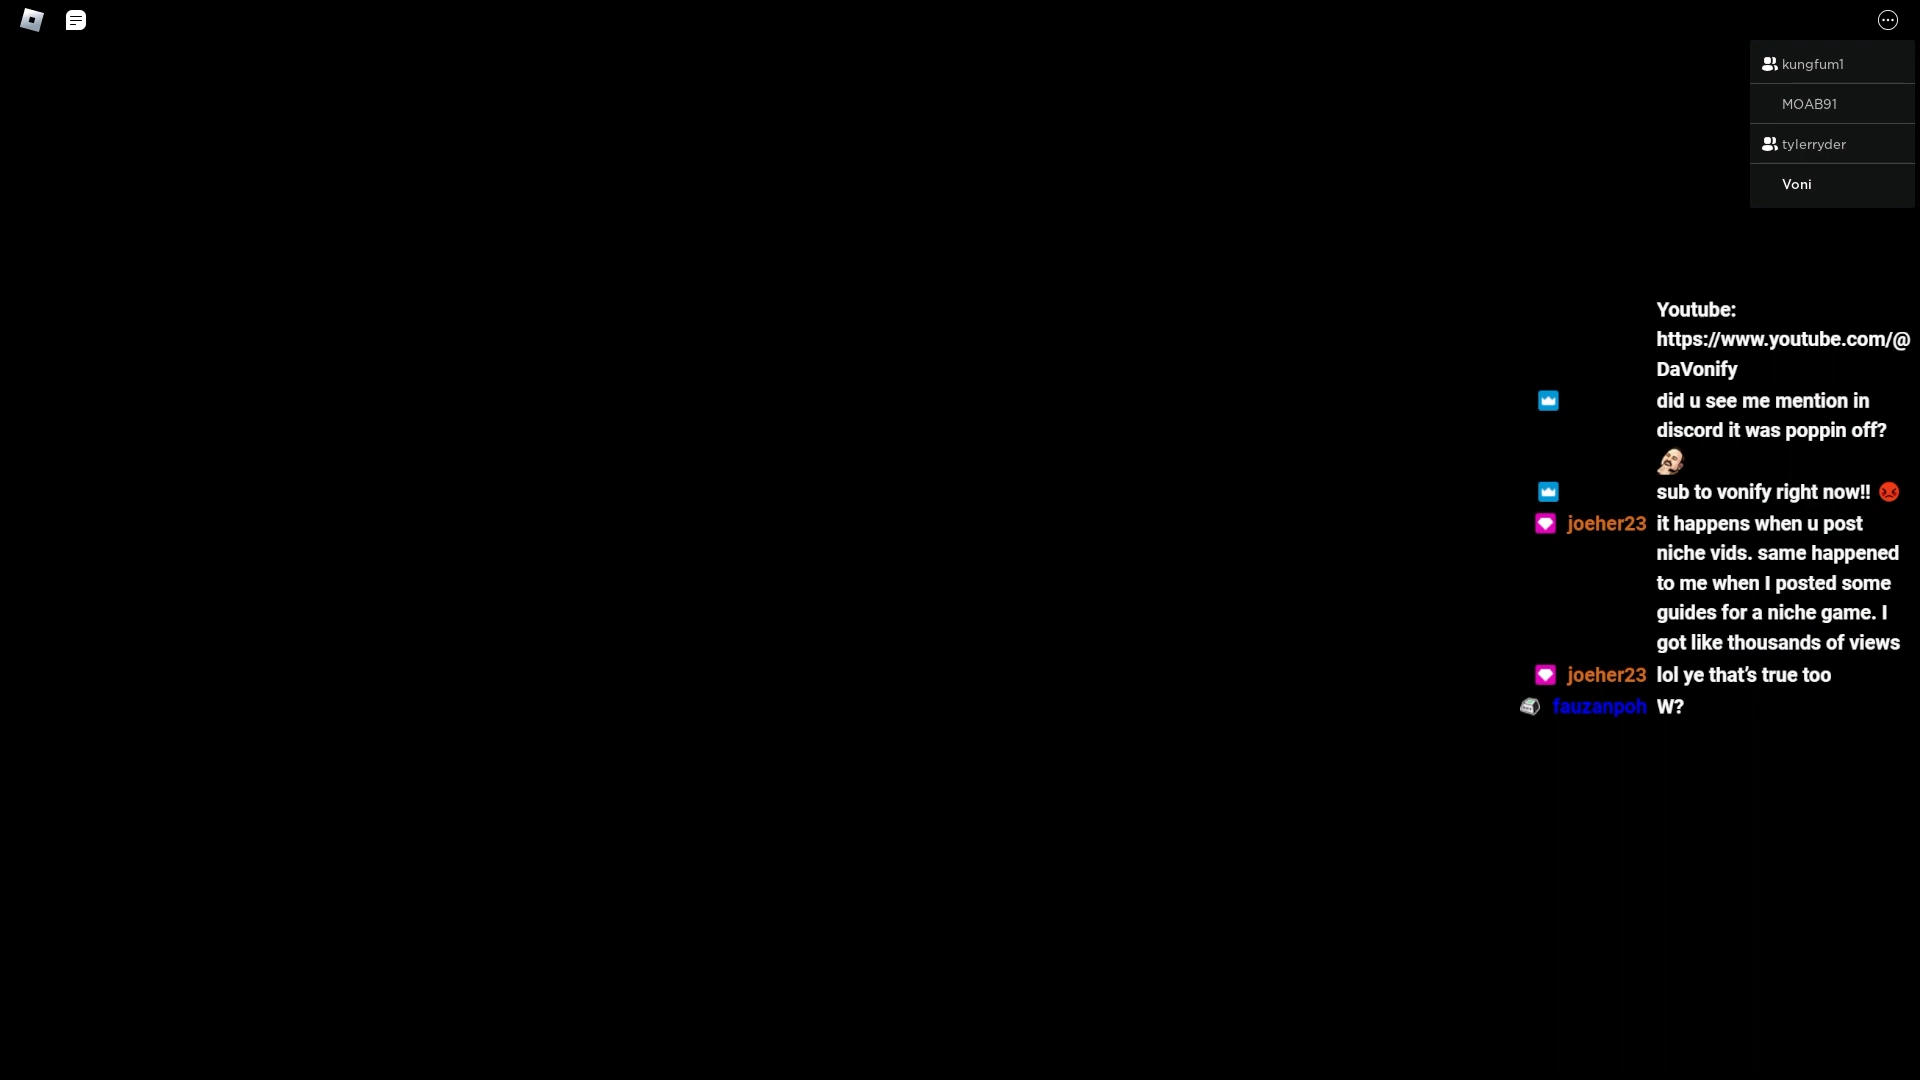 kungfum1
MOAB91
tylerryder
Voni
Youtube:
https://www.youtube.com/@
DaVonify
did u see me mention in
discord it was poppin off?
sub to vonify right now!!
joeher23 it happens when u post
niche vids. same happened
to me when I posted some
guides for a niche game. I
got like thousands of views
joeher23 lol ye that's true too
fauzanpoh W?